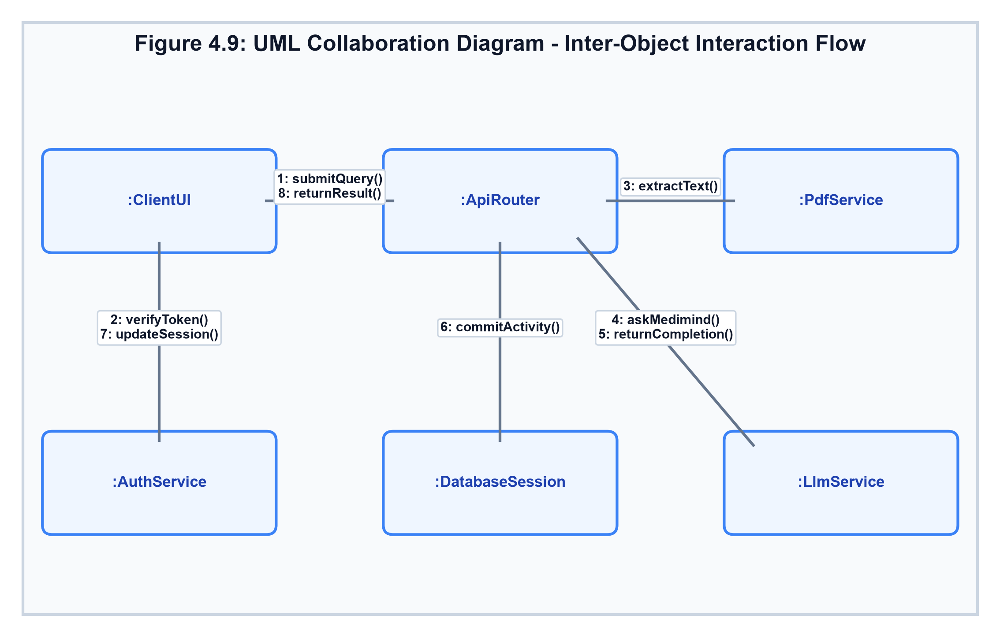 Figure 4.9: UML Collaboration Diagram - Inter-Object Interaction Flow
:ClientUI
1: submitQuery()
8: returnResult()
:ApiRouter
3: extractText()
:PdfService
2: verifyToken()
7: updateSession()
6: commitActivity()
4: askMedimind()
5: returnCompletion()
:AuthService
:DatabaseSession
:LlmService